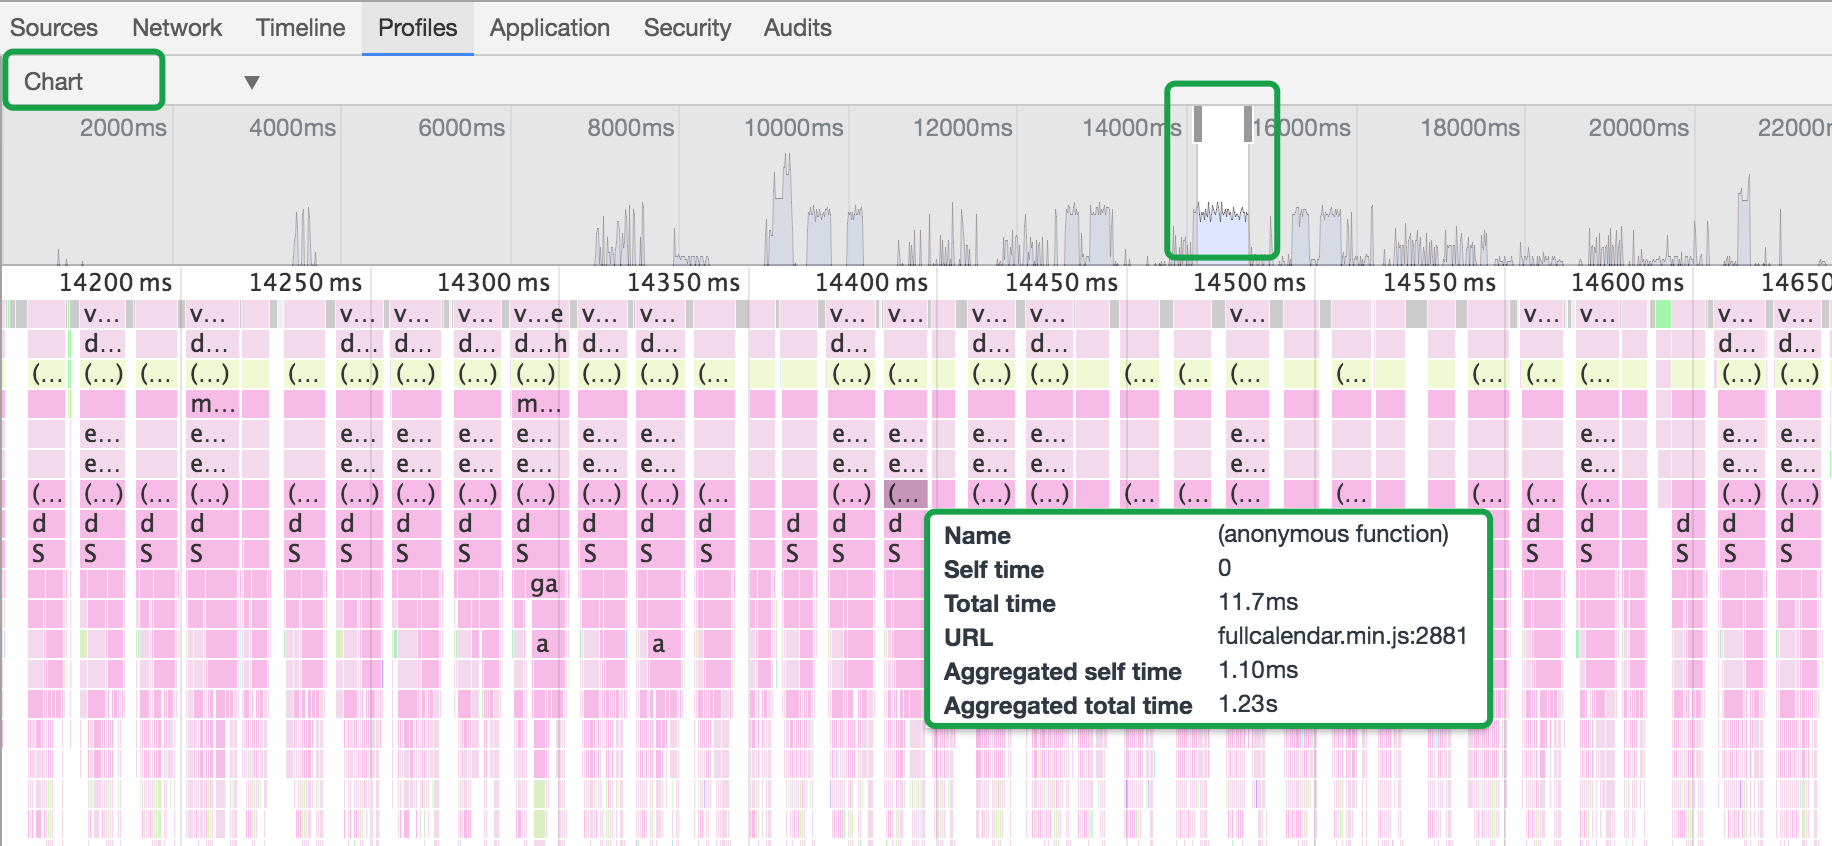 Sources Network Timeline Profiles Application Security Audits
Chart ▼
2000ms 4000ms 6000ms 8000ms 10000ms 12000ms 14000ms 16000ms 18000ms 20000ms 22000r
14200 ms 14250 ms 14300 ms 14350 ms 14400 ms 14450 ms 14500 ms 14550 ms 14600 ms 14650
v... v... v... v... v... v...e v... v... v... v... v... v... v... v... v... v... v...
d... d... d... d... d... d...h d... d... d... d... d... d... d...
(... (...) (... (...) (... (...) (...) (...) (...) (...) (...) (... (...) (... (...) (...) (... (... (... (... (... (... (... (...) (...)
m... m...
e... e... e... e... e... e... e... e... e... e... e... e... e... e... e... e...
e... e... e... e... e... e... e... e... e... e... e... e... e... e... e... e...
(... (...) (... (...) (... (...) (...) (...) (...) (...) (...) (... (...) (... (...) (...) (... (... (... (... (... (... (... (...) (...)
d d d d d d d d d d d d d d d d d d d
S S S S S S S S S S S S S S S S S S S
ga
a a
Name (anonymous function)
Self time 0
Total time 11.7ms
URL fullcalendar.min.js:2881
Aggregated self time 1.10ms
Aggregated total time 1.23s